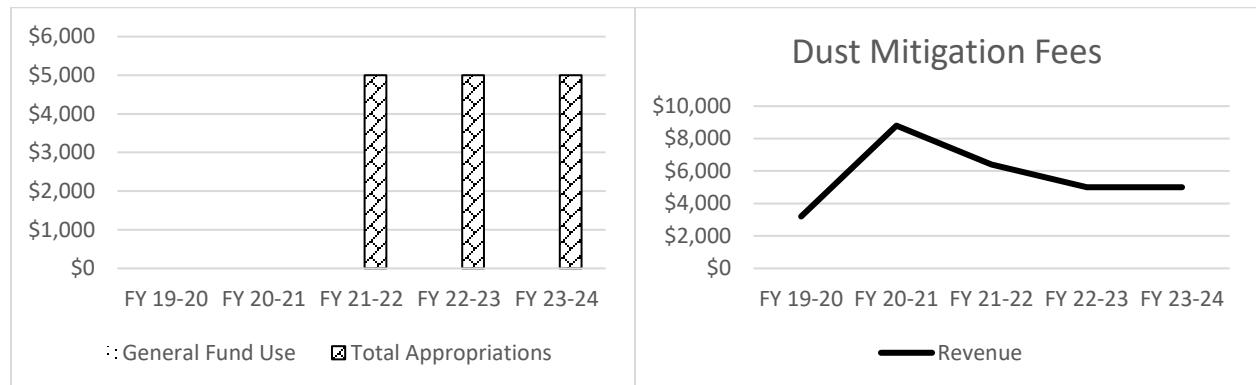 $6,000
$5,000
$4,000
$3,000
$2,000
$1,000
$0
FY 19-20 FY 20-21 FY 21-22 FY 22-23 FY 23-24
General Fund Use Total Appropriations
Dust Mitigation Fees
$10,000
$8,000
$6,000
$4,000
$2,000
$0
FY 19-20 FY 20-21 FY 21-22 FY 22-23 FY 23-24
Revenue